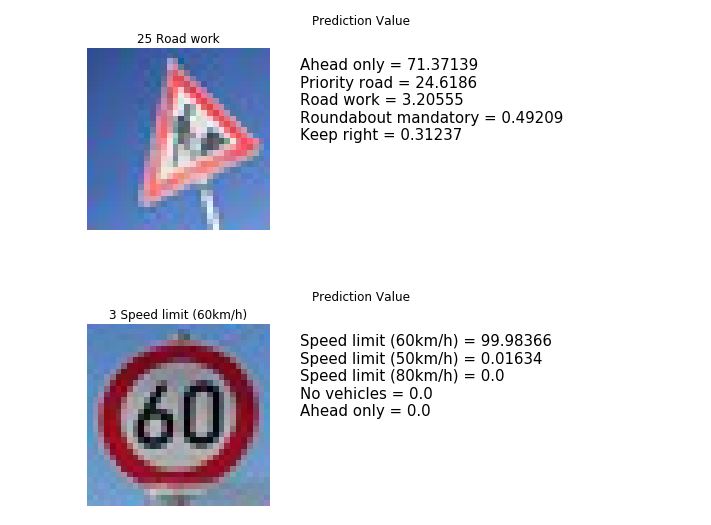 Prediction Value
25 Road work
Ahead only = 71.37139
Priority road = 24.6186
Road work = 3.20555
Roundabout mandatory = 0.49209
Keep right = 0.31237
Prediction Value
3 Speed limit (60km/h)
Speed limit (60km/h) = 99.98366
Speed limit (50km/h) = 0.01634
Speed limit (80km/h) = 0.0
No vehicles = 0.0
Ahead only = 0.0
60